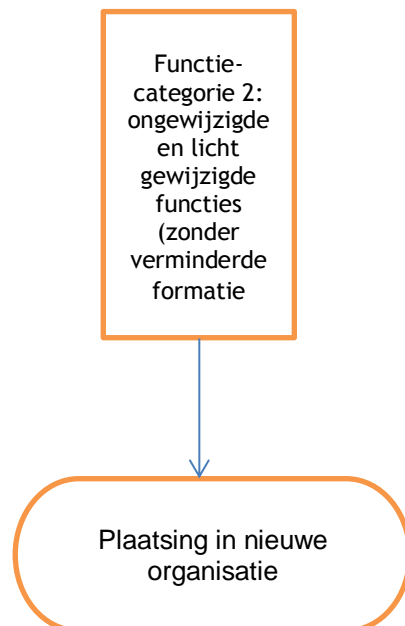 Functie-
categorie 2:
ongewijzigde
en licht
gewijzigde
functies
(zonder
verminderde
formatie
Plaatsing in nieuwe
organisatie